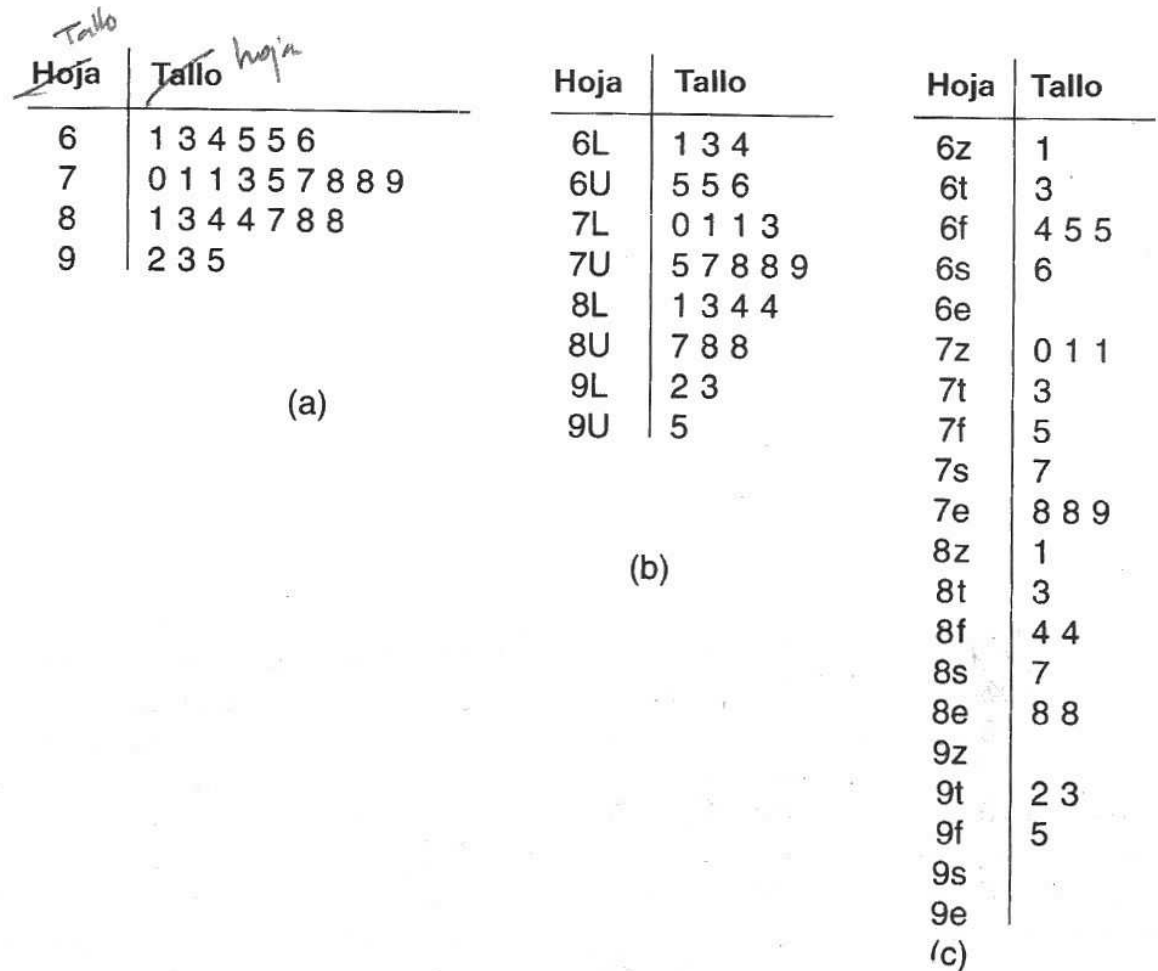 Tallo hoja
Hoja Tallo
6 1 3 4 5 5 6
7 0 1 1 3 5 7 8 8 9
8 1 3 4 4 7 8 8
9 2 3 5
(a)
Hoja Tallo
6L 1 3 4
6U 5 5 6
7L 0 1 1 3
7U 5 7 8 8 9
8L 1 3 4 4
8U 7 8 8
9L 2 3
9U 5
(b)
Hoja Tallo
6z 1
6t 3
6f 4 5 5
6s 6
6e
7z 0 1 1
7t 3
7f 5
7s 7
7e 8 8 9
8z 1
8t 3
8f 4 4
8s 7
8e 8 8
9z
9t 2 3
9f 5
9s
9e
(c)